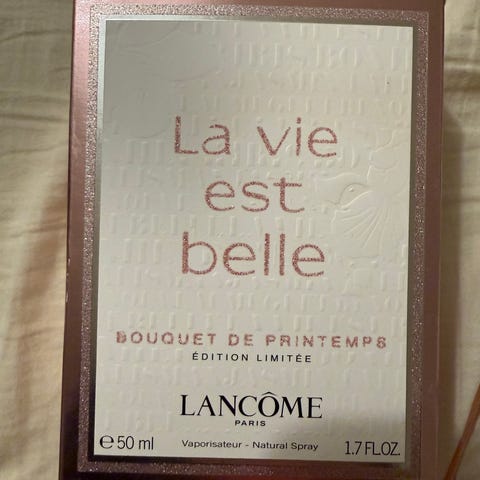 La vie
est
belle
BOUQUET DE PRINTEMPS
ÉDITION LIMITÉE
LANCÔME
PARIS
℮ 50 ml Vaporisateur - Natural Spray 1.7 FL.OZ.